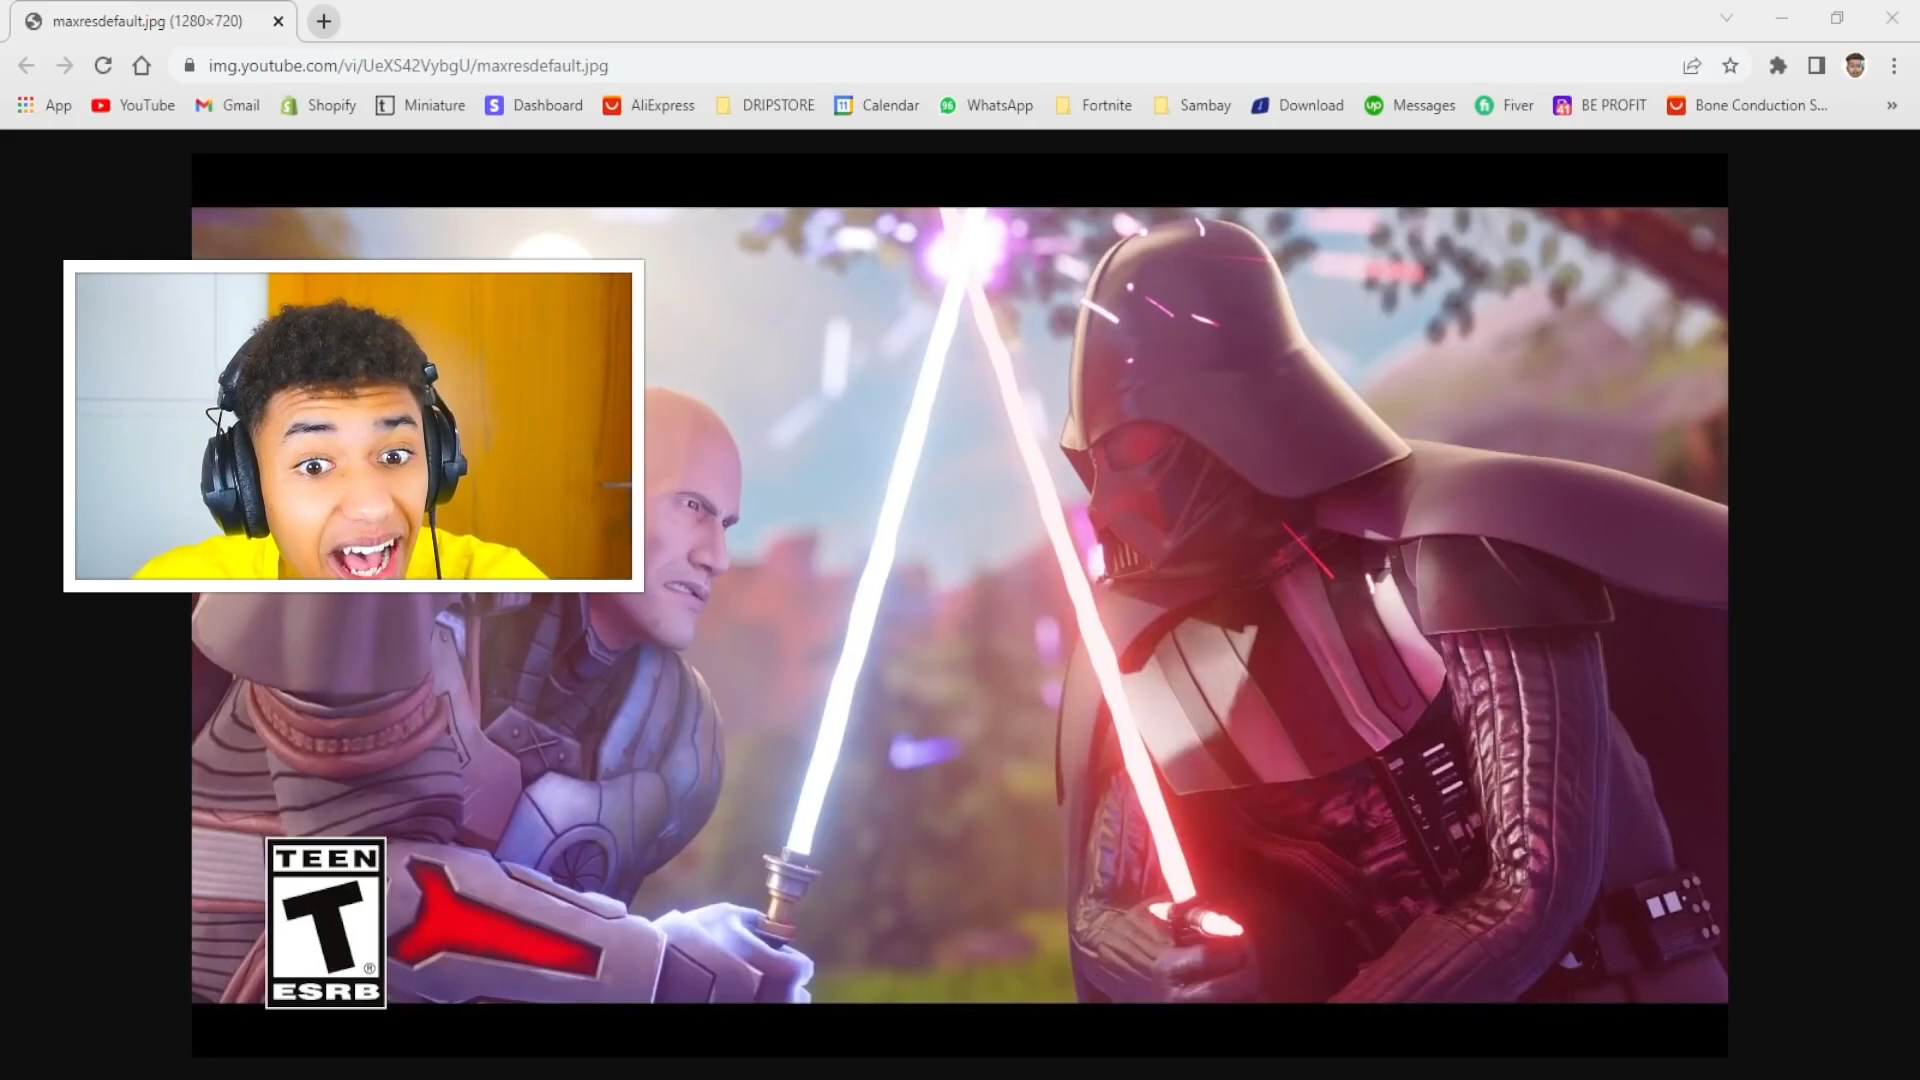 maxresdefault.jpg (1280×720)
img.youtube.com/vi/UeXS42VybgU/maxresdefault.jpg
App YouTube Gmail Shopify Miniature Dashboard AliExpress DRIPSTORE Calendar WhatsApp Fortnite Sambay Download Messages Fiver BE PROFIT Bone Conduction S...
TEEN
T
ESRB